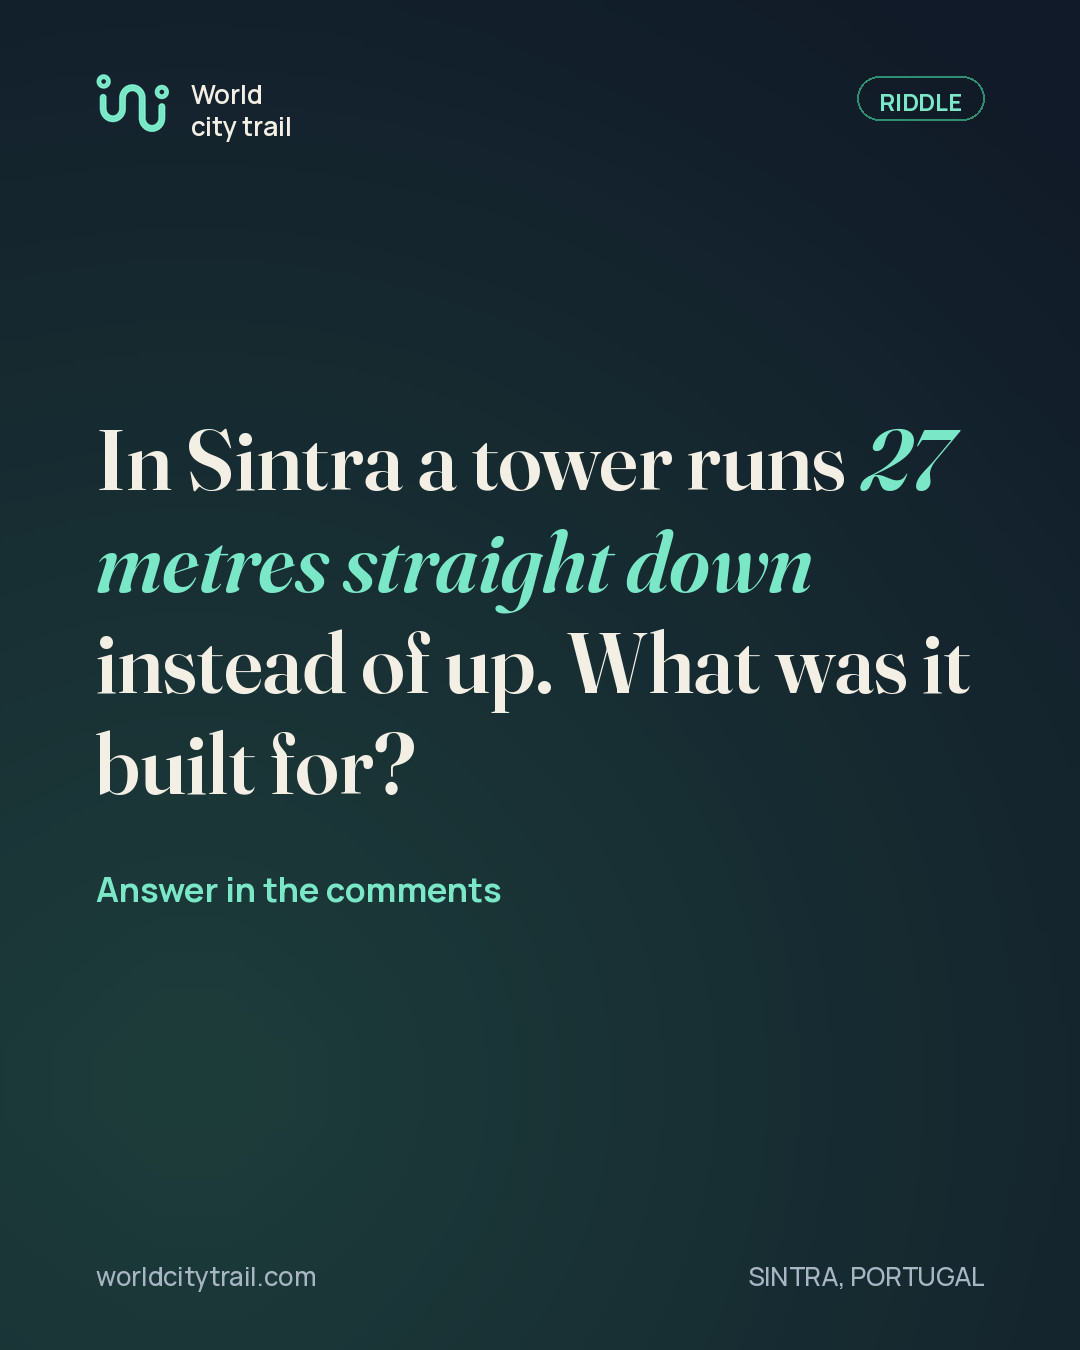 World
city trail
RIDDLE
In Sintra a tower runs 27
metres straight down
instead of up. What was it
built for?
Answer in the comments
worldcitytrail.com
SINTRA, PORTUGAL